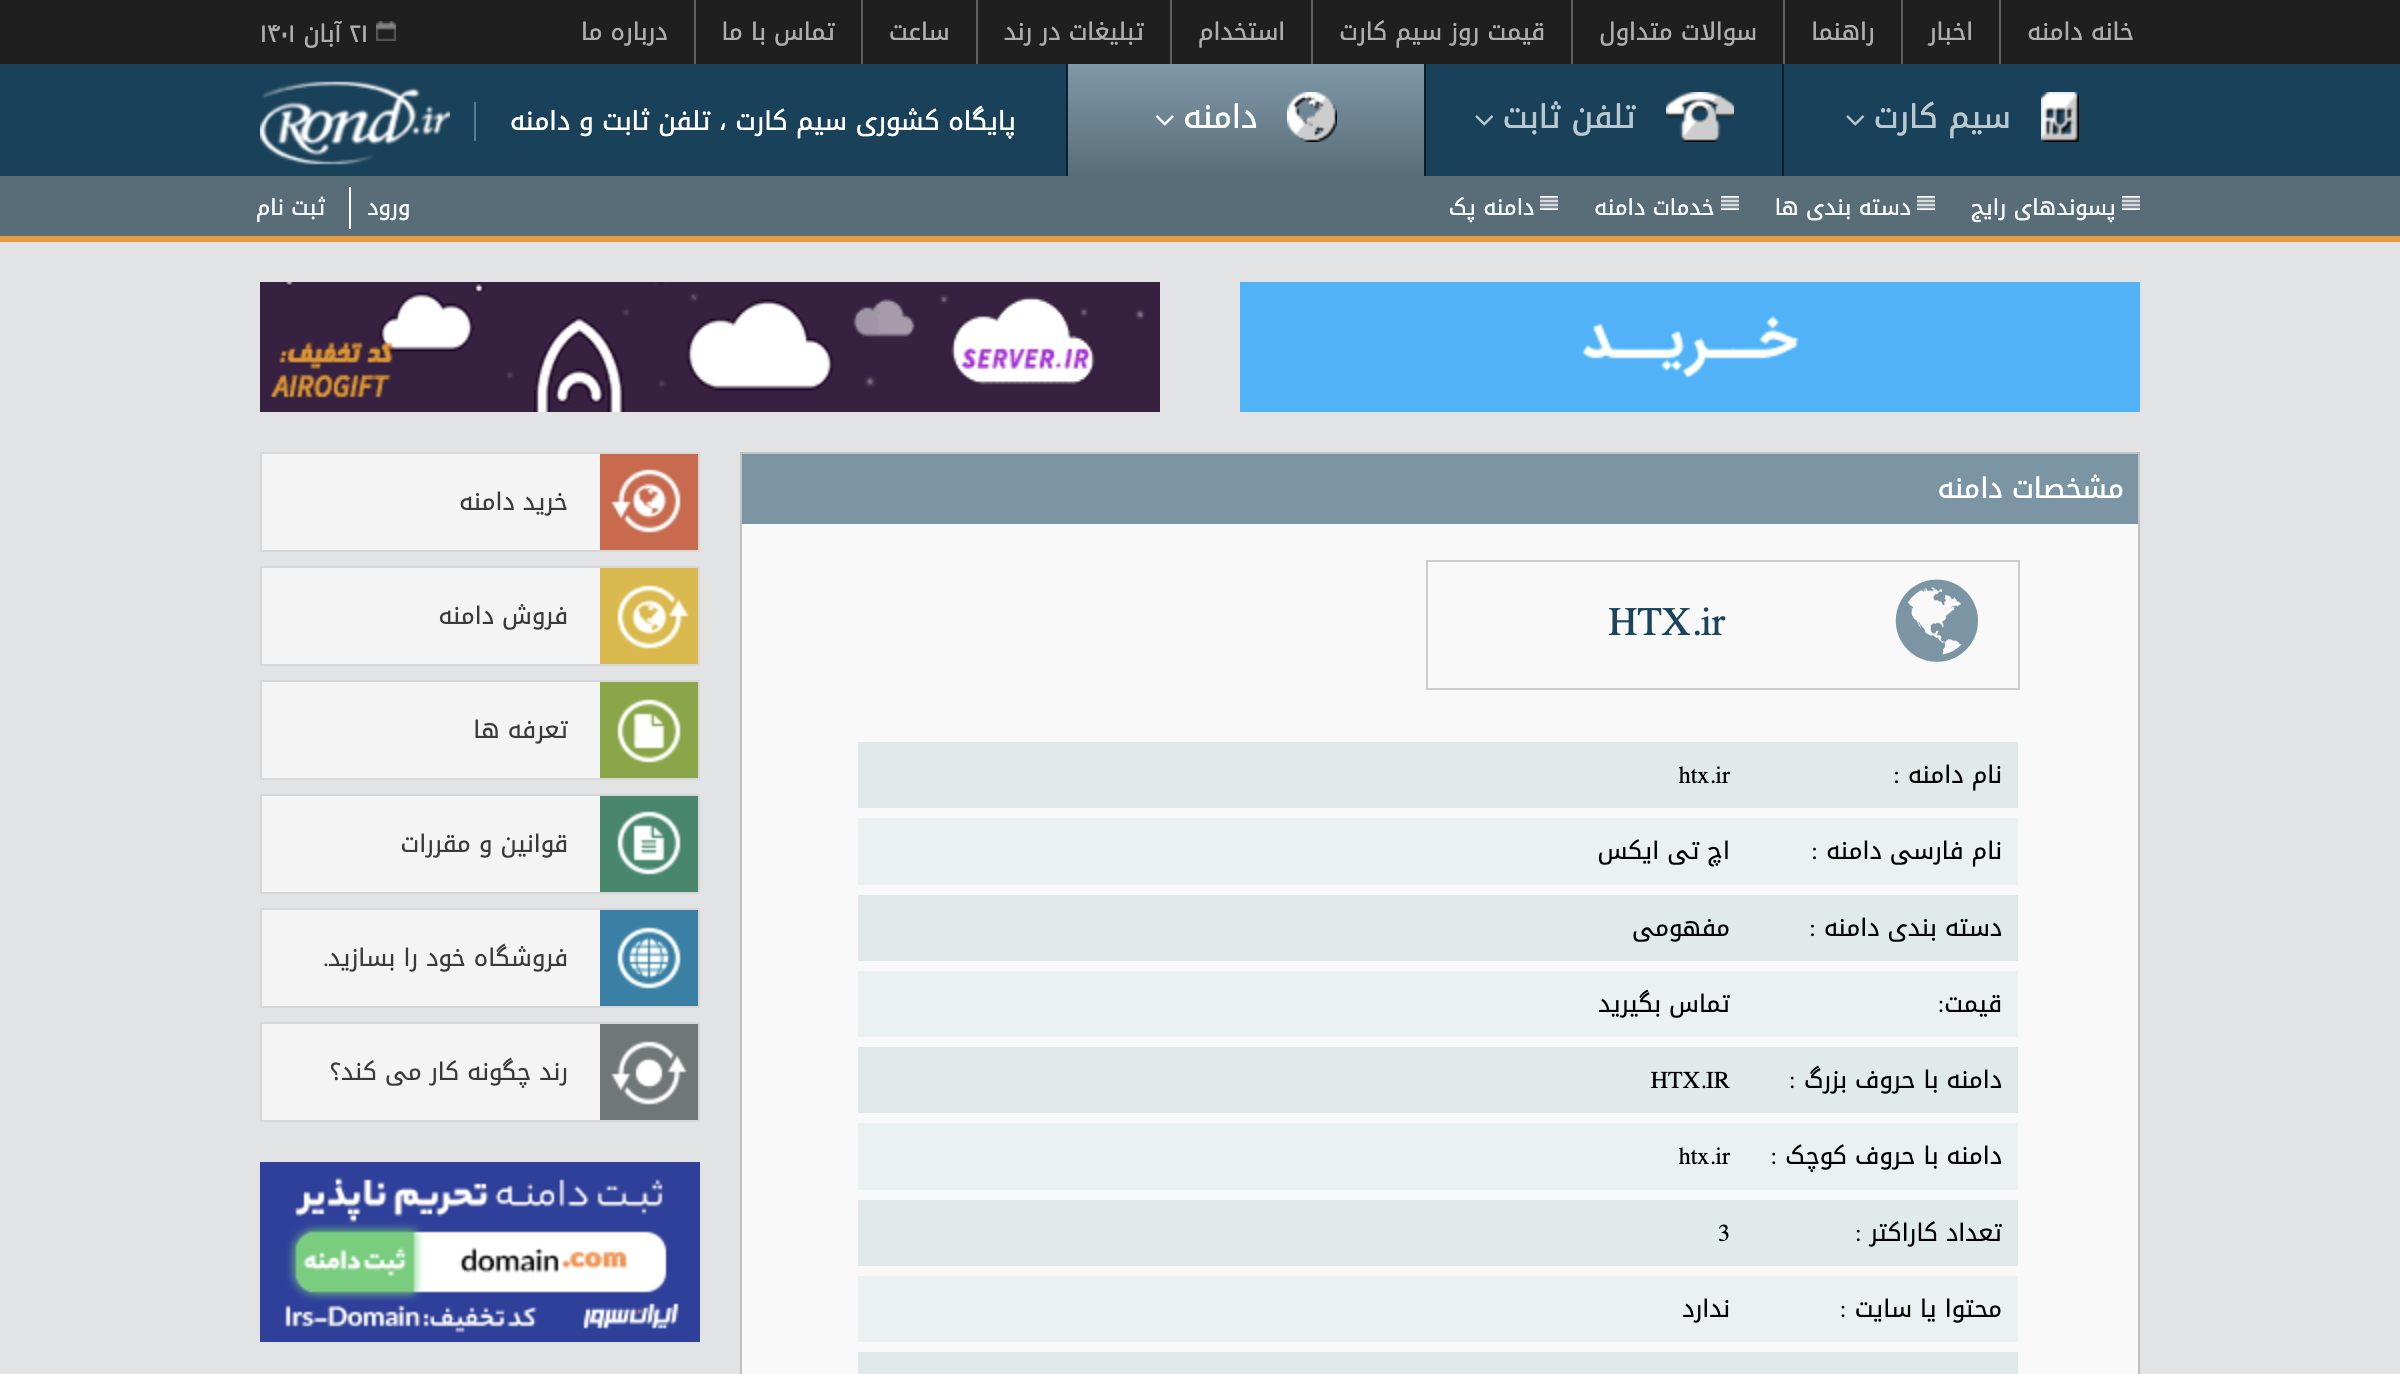 خانه دامنه
اخبار
راهنما
سوالات متداول
قیمت روز سیم کارت
استخدام
تبلیغات در رند
ساعت
تماس با ما
درباره ما
۲۱ آبان ۱۴۰۱
سیم کارت
تلفن ثابت
دامنه
پایگاه کشوری سیم کارت ، تلفن ثابت و دامنه
Rond.ir
پسوندهای رایج
دسته بندی ها
خدمات دامنه
دامنه پک
ورود
ثبت نام
خرید
SERVER.IR
کد تخفیف:
AIROGIFT
مشخصات دامنه
HTX.ir
نام دامنه : htx.ir
نام فارسی دامنه : اچ تی ایکس
دسته بندی دامنه : مفهومی
قیمت: تماس بگیرید
دامنه با حروف بزرگ : HTX.IR
دامنه با حروف کوچک : htx.ir
تعداد کاراکتر : 3
محتوا یا سایت : ندارد
خرید دامنه
فروش دامنه
تعرفه ها
قوانین و مقررات
فروشگاه خود را بسازید.
رند چگونه کار می کند؟
ثبت دامنه تحریم ناپذیر
domain.com ثبت دامنه
ایران سرور کد تخفیف: Irs-Domain